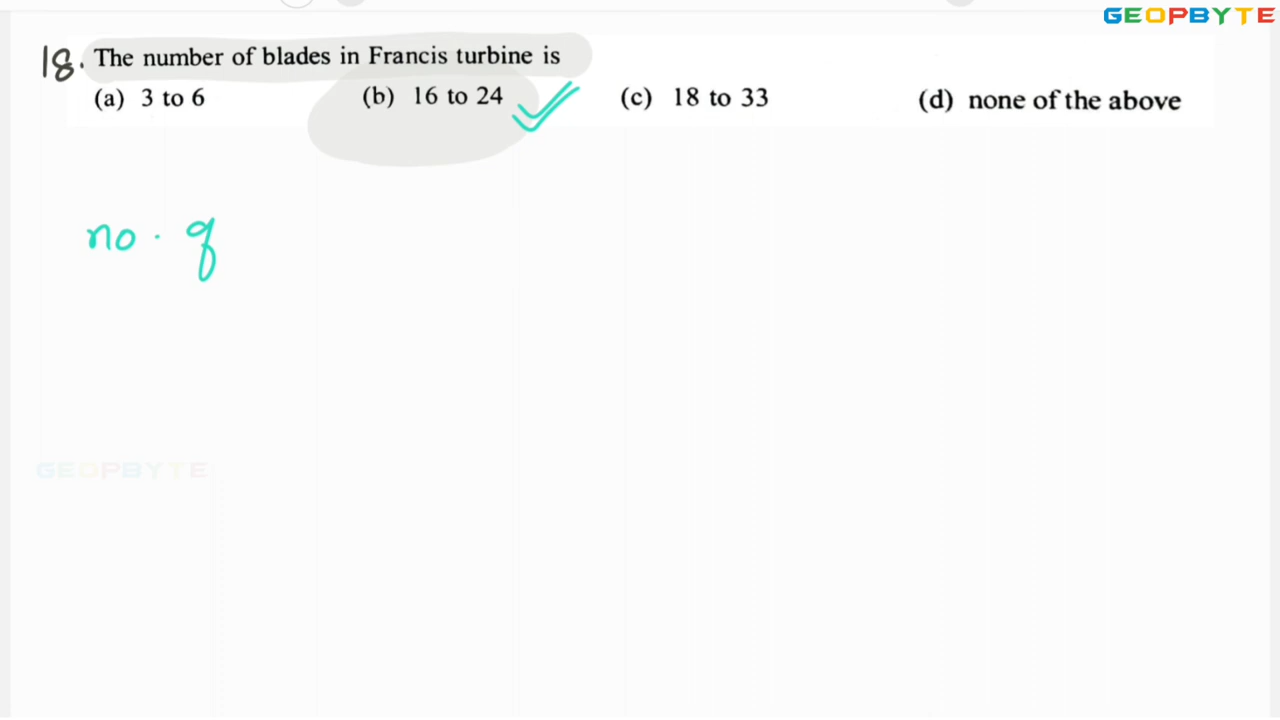 GEOPBYTE
18. The number of blades in Francis turbine is
(a) 3 to 6 (b) 16 to 24 (c) 18 to 33 (d) none of the above
no. of
GEOPBYTE